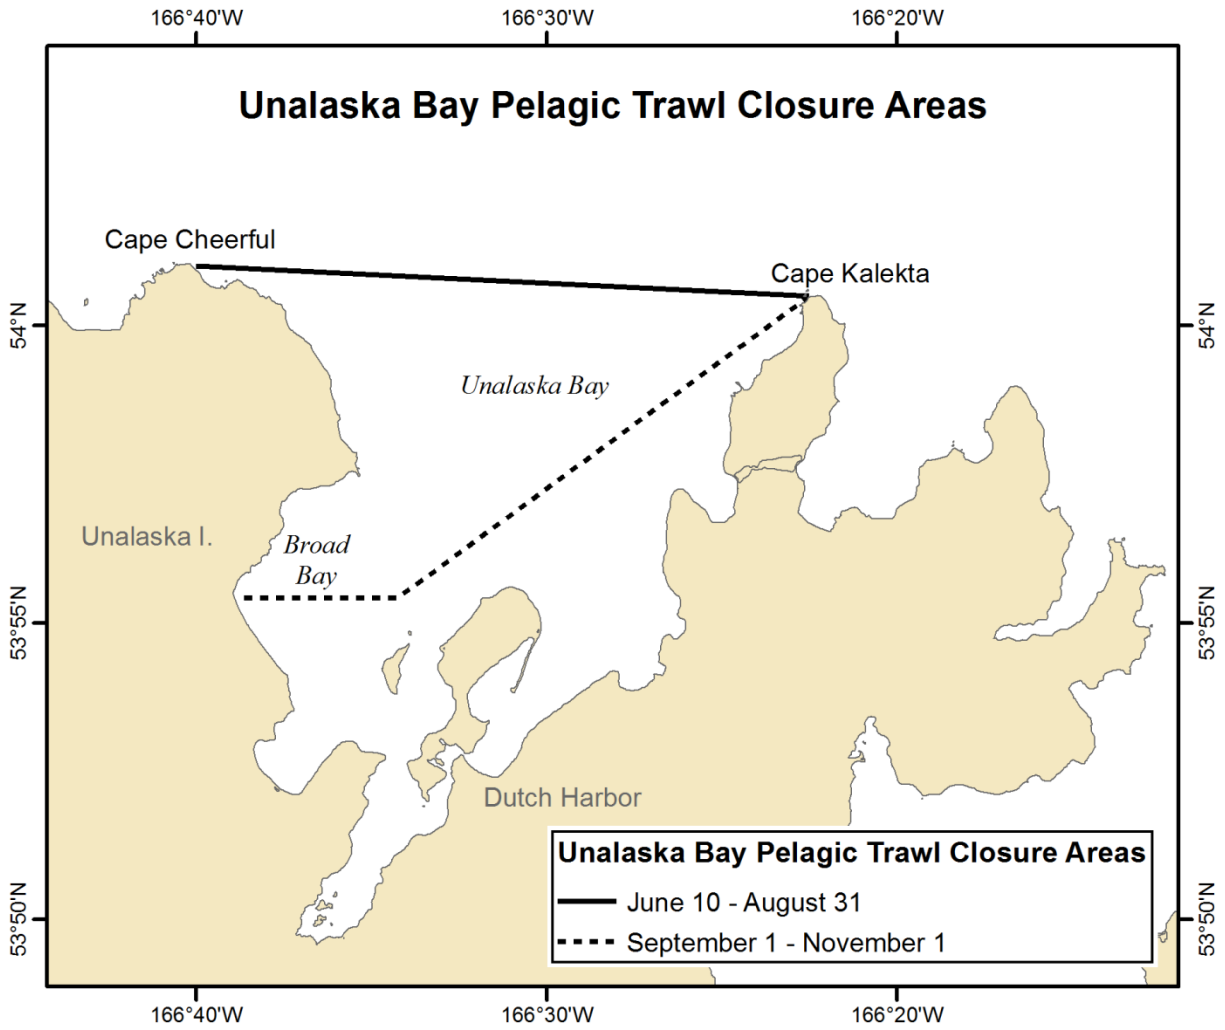 166°40'W 166°30'W 166°20'W
Unalaska Bay Pelagic Trawl Closure Areas
Cape Cheerful
Cape Kalekta
54°N 54°N
Unalaska Bay
Unalaska I.
Broad
Bay
53°55'N 53°55'N
Dutch Harbor
Unalaska Bay Pelagic Trawl Closure Areas
June 10 - August 31
September 1 - November 1
53°50'N 53°50'N
166°40'W 166°30'W 166°20'W